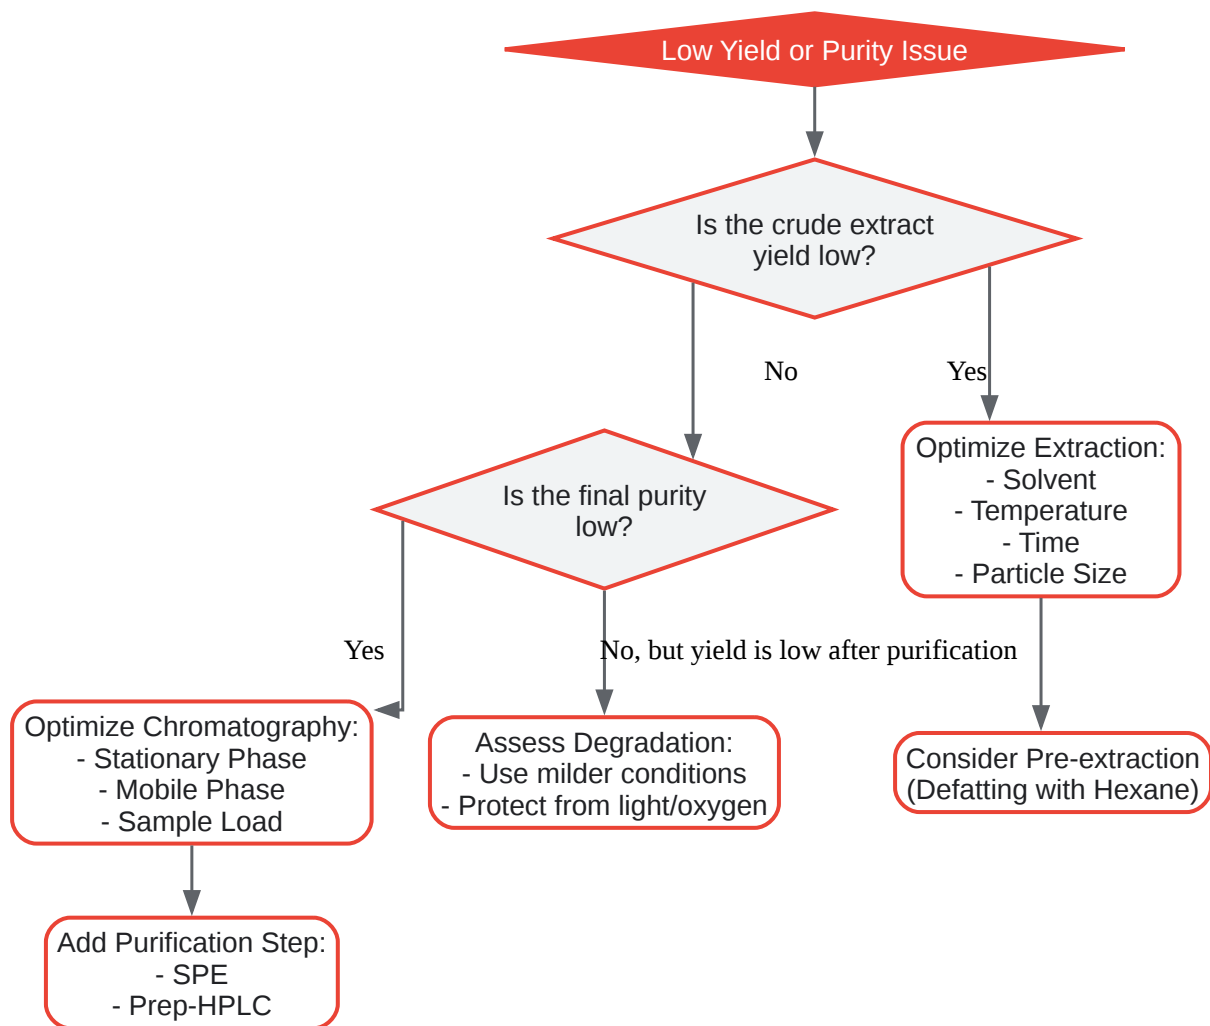 Low Yield or Purity Issue
Is the crude extract
yield low?
No
Yes
Optimize Extraction:
- Solvent
- Temperature
- Time
- Particle Size
Is the final purity
low?
Yes
No, but yield is low after purification
Optimize Chromatography:
- Stationary Phase
- Mobile Phase
- Sample Load
Assess Degradation:
- Use milder conditions
- Protect from light/oxygen
Consider Pre-extraction
(Defatting with Hexane)
Add Purification Step:
- SPE
- Prep-HPLC